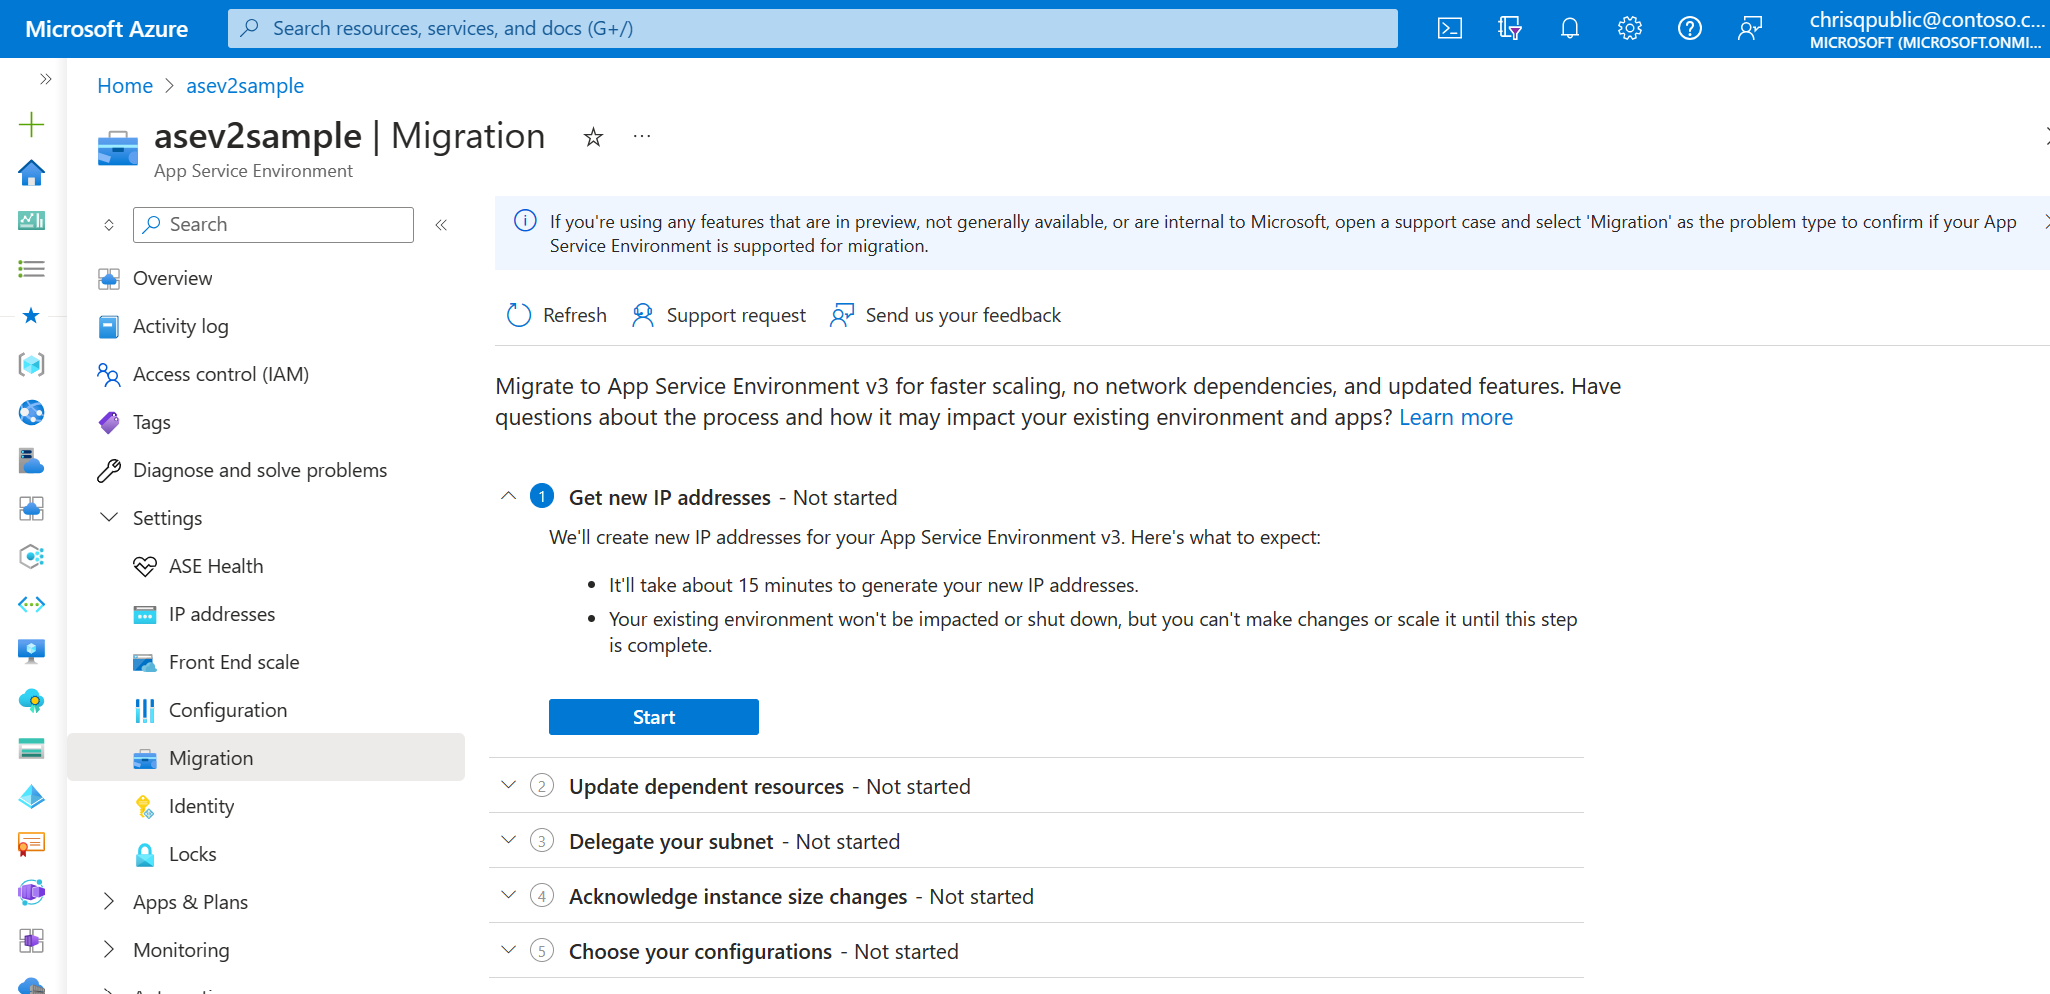 Microsoft Azure
Search resources, services, and docs (G+/)
chrisqpublic@contoso.c...
MICROSOFT (MICROSOFT.ONMI...
Home > asev2sample
asev2sample | Migration
App Service Environment
Search
Overview
Activity log
Access control (IAM)
Tags
Diagnose and solve problems
Settings
ASE Health
IP addresses
Front End scale
Configuration
Migration
Identity
Locks
Apps & Plans
Monitoring
If you're using any features that are in preview, not generally available, or are internal to Microsoft, open a support case and select 'Migration' as the problem type to confirm if your App
Service Environment is supported for migration.
Refresh
Support request
Send us your feedback
Migrate to App Service Environment v3 for faster scaling, no network dependencies, and updated features. Have
questions about the process and how it may impact your existing environment and apps? Learn more
1 Get new IP addresses - Not started
We'll create new IP addresses for your App Service Environment v3. Here's what to expect:
• It'll take about 15 minutes to generate your new IP addresses.
• Your existing environment won't be impacted or shut down, but you can't make changes or scale it until this step
is complete.
Start
2 Update dependent resources - Not started
3 Delegate your subnet - Not started
4 Acknowledge instance size changes - Not started
5 Choose your configurations - Not started